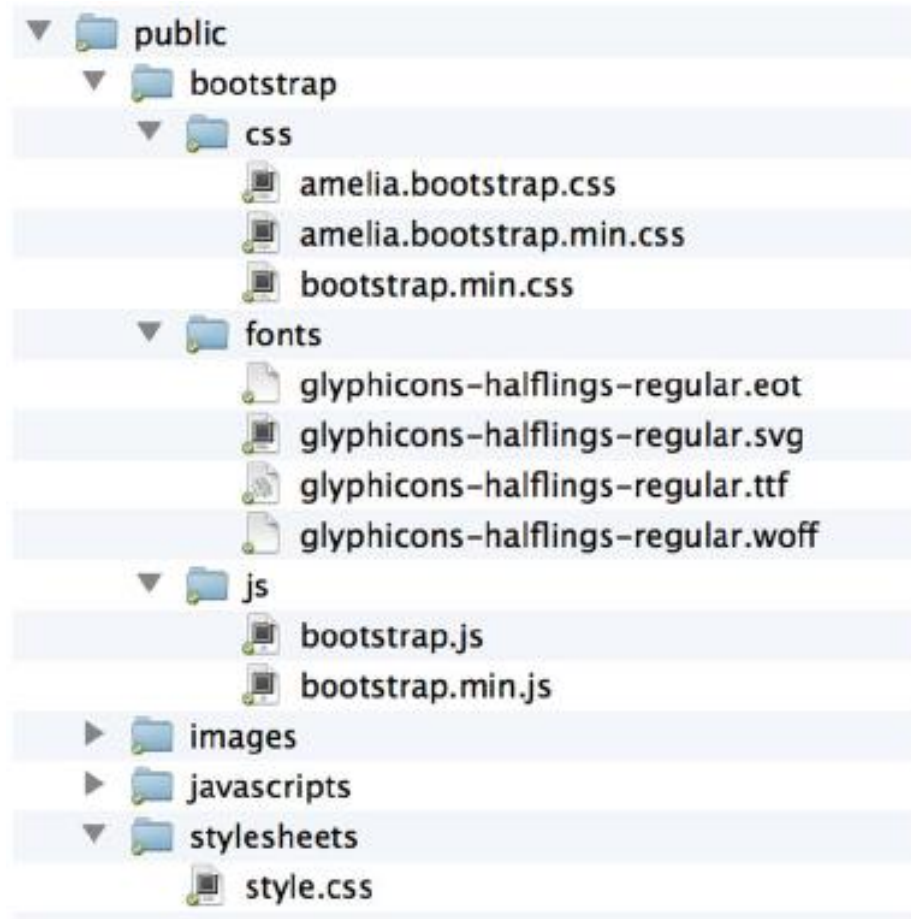 public
bootstrap
css
amelia.bootstrap.css
amelia.bootstrap.min.css
bootstrap.min.css
fonts
glyphicons-halflings-regular.eot
glyphicons-halflings-regular.svg
glyphicons-halflings-regular.ttf
glyphicons-halflings-regular.woff
js
bootstrap.js
bootstrap.min.js
images
javascripts
stylesheets
style.css